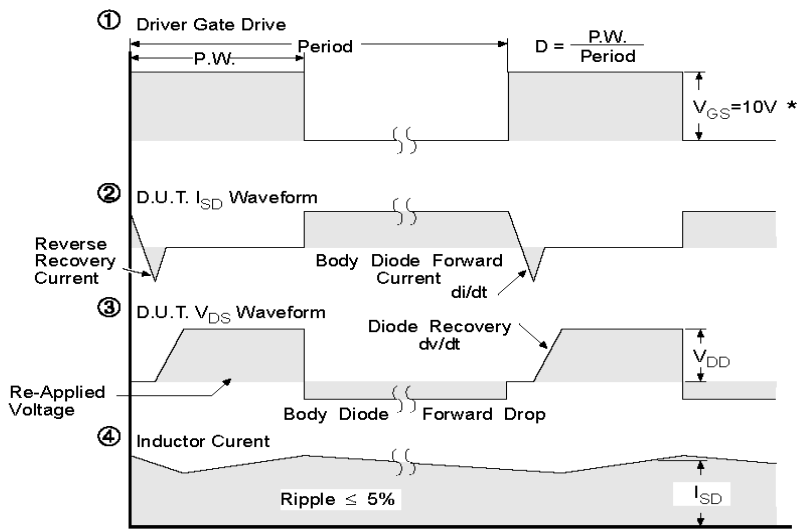 ① Driver Gate Drive
Period
P.W.
D = P.W.
Period
VGS=10V *
② D.U.T. ISD Waveform
Reverse
Recovery
Current
Body Diode Forward
Current
di/dt
③ D.U.T. VDS Waveform
Diode Recovery
dv/dt
VDD
Re-Applied
Voltage
Body Diode Forward Drop
④ Inductor Curent
Ripple ≤ 5%
ISD